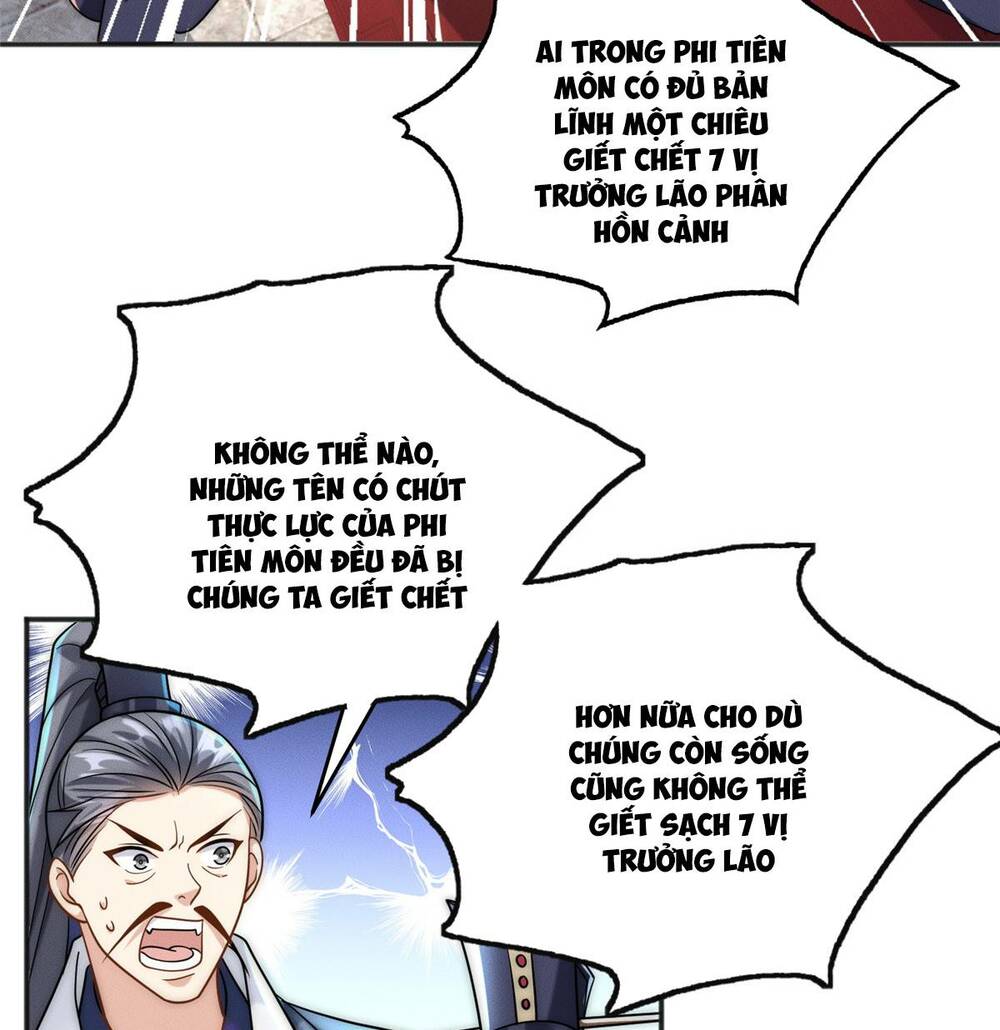 AI TRONG PHI TIÊN
MÔN CÓ ĐỦ BẢN
LĨNH MỘT CHIÊU
GIẾT CHẾT 7 VỊ
TRƯỞNG LÃO PHÂN
HỒN CẢNH
KHÔNG THỂ NÀO,
NHỮNG TÊN CÓ CHÚT
THỰC LỰC CỦA PHI
TIÊN MÔN ĐỀU ĐÃ BỊ
CHÚNG TA GIẾT CHẾT
HƠN NỮA CHO DÙ
CHÚNG CÒN SỐNG
CŨNG KHÔNG THỂ
GIẾT SẠCH 7 VỊ
TRƯỞNG LÃO